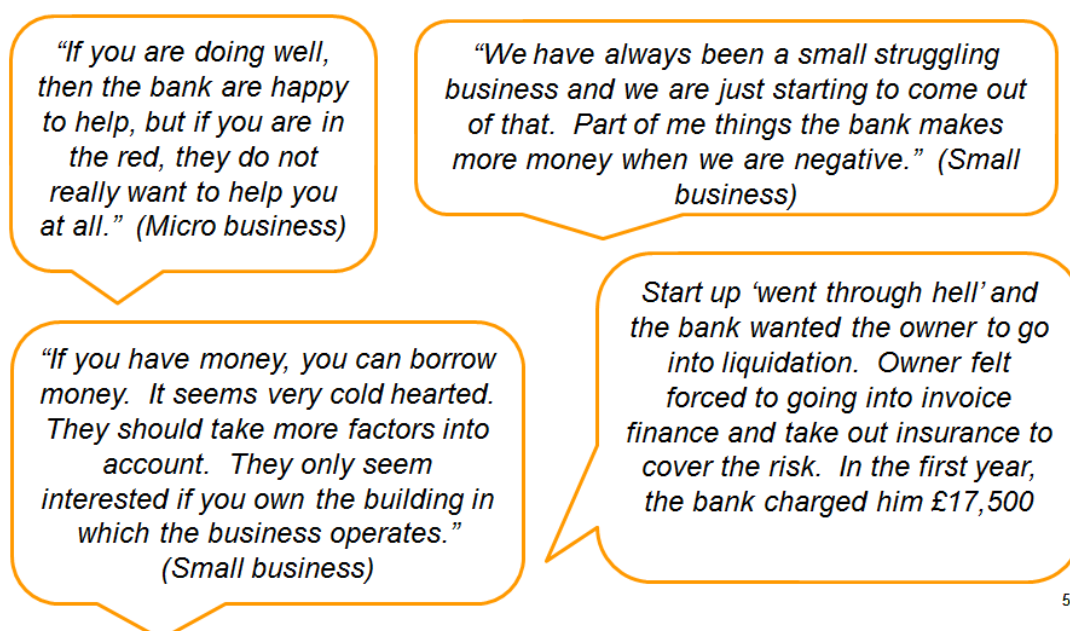 “If you are doing well,
then the bank are happy
to help, but if you are in
the red, they do not
really want to help you
at all.”  (Micro business)
“We have always been a small struggling
business and we are just starting to come out
of that.  Part of me things the bank makes
more money when we are negative.”  (Small
business)
“If you have money, you can borrow
money.  It seems very cold hearted.
They should take more factors into
account.  They only seem
interested if you own the building in
which the business operates.”
(Small business)
Start up ‘went through hell’ and
the bank wanted the owner to go
into liquidation.  Owner felt
forced to going into invoice
finance and take out insurance to
cover the risk.  In the first year,
the bank charged him £17,500
5